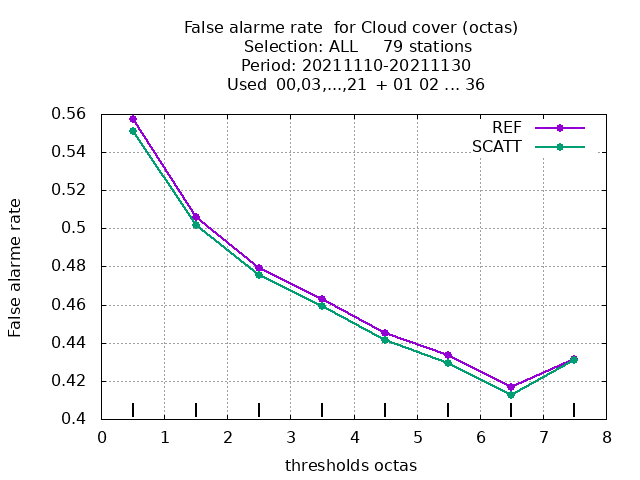 False alarme rate  for Cloud cover (octas)
Selection: ALL     79 stations
Period: 20211110-20211130
Used  00,03,...,21  + 01 02 ... 36
REF
SCATT
False alarme rate
0.56
0.54
0.52
0.5
0.48
0.46
0.44
0.42
0.4
0 1 2 3 4 5 6 7 8
thresholds octas